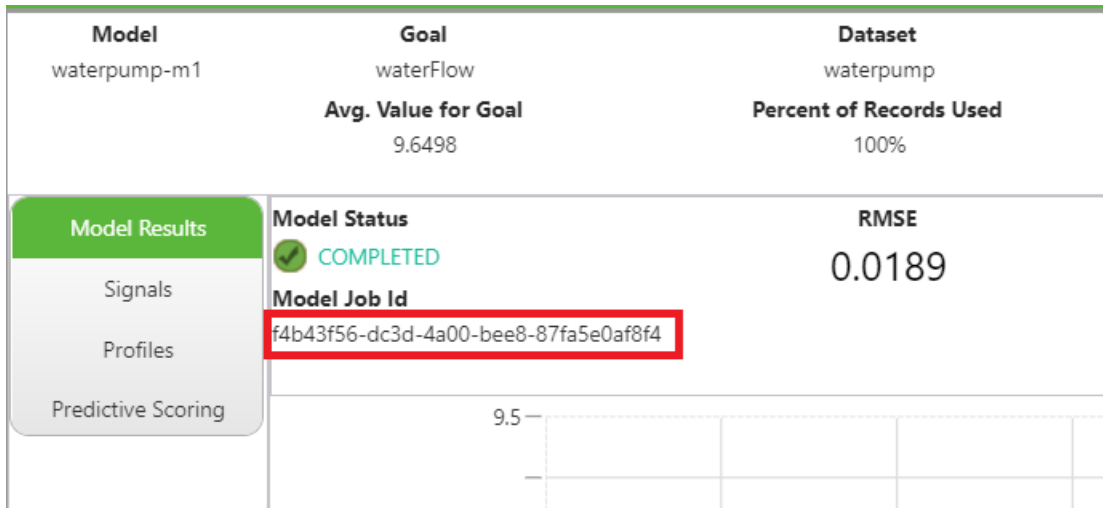 Model
waterpump-m1
Goal
waterFlow
Avg. Value for Goal
9.6498
Dataset
waterpump
Percent of Records Used
100%
Model Results
Signals
Profiles
Predictive Scoring
Model Status
COMPLETED
Model Job Id
f4b43f56-dc3d-4a00-bee8-87fa5e0af8f4
RMSE
0.0189
9.5